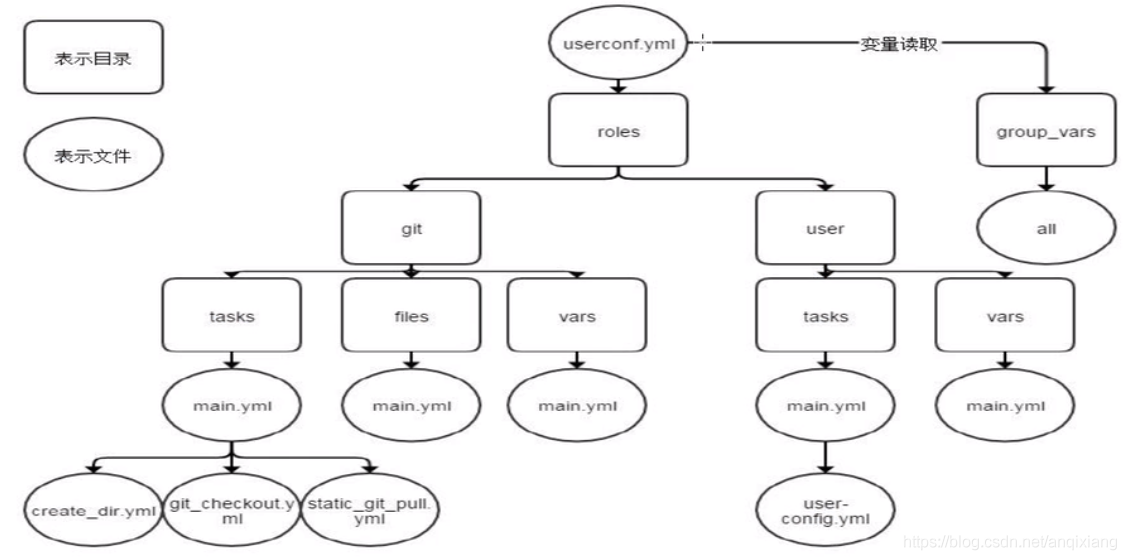 表示目录
表示文件
userconf.yml
变量读取
roles
group_vars
git
user
all
tasks
files
vars
tasks
vars
main.yml
main.yml
main.yml
main.yml
main.yml
create_dir.yml
git_checkout.y
ml
static_git_pull.
yml
user-
config.yml
https://blog.csdn.net/anqixiang